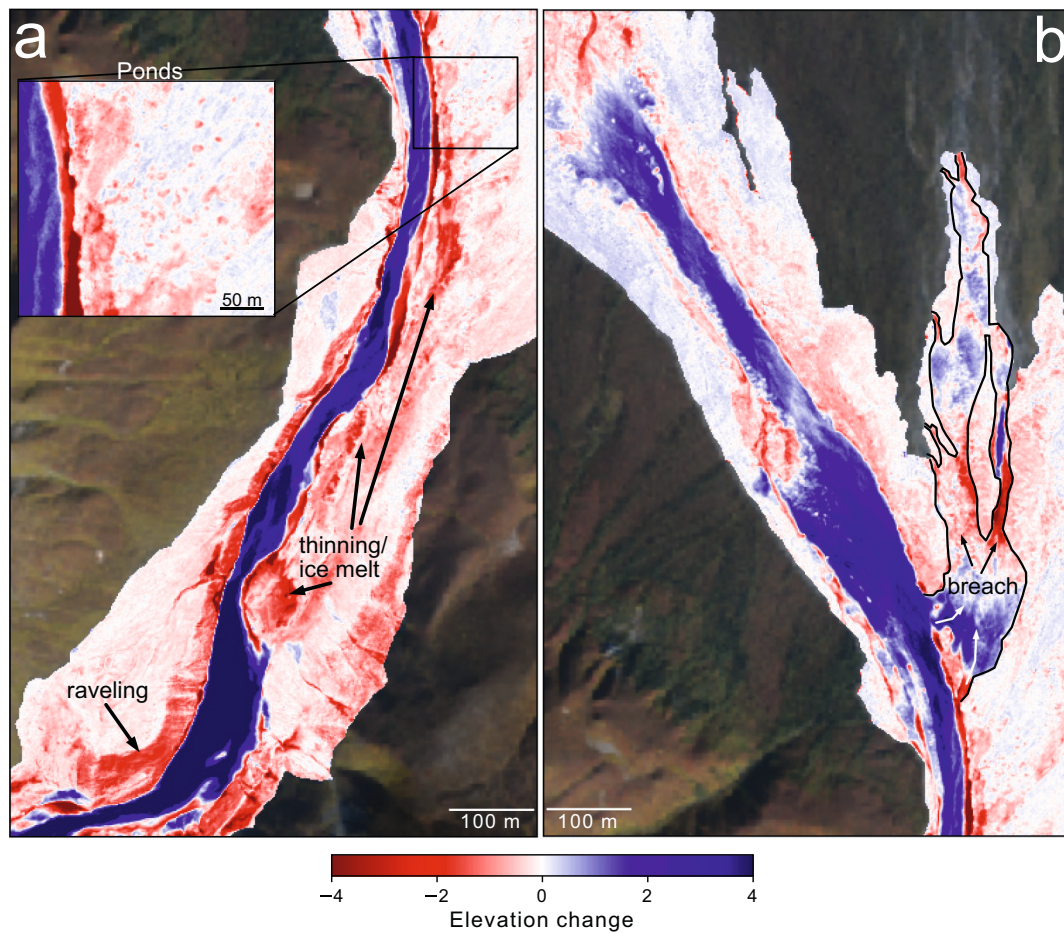 a
b
Ponds
50 m
thinning/
ice melt
raveling
breach
100 m
100 m
−4
−2
0
2
4
Elevation change